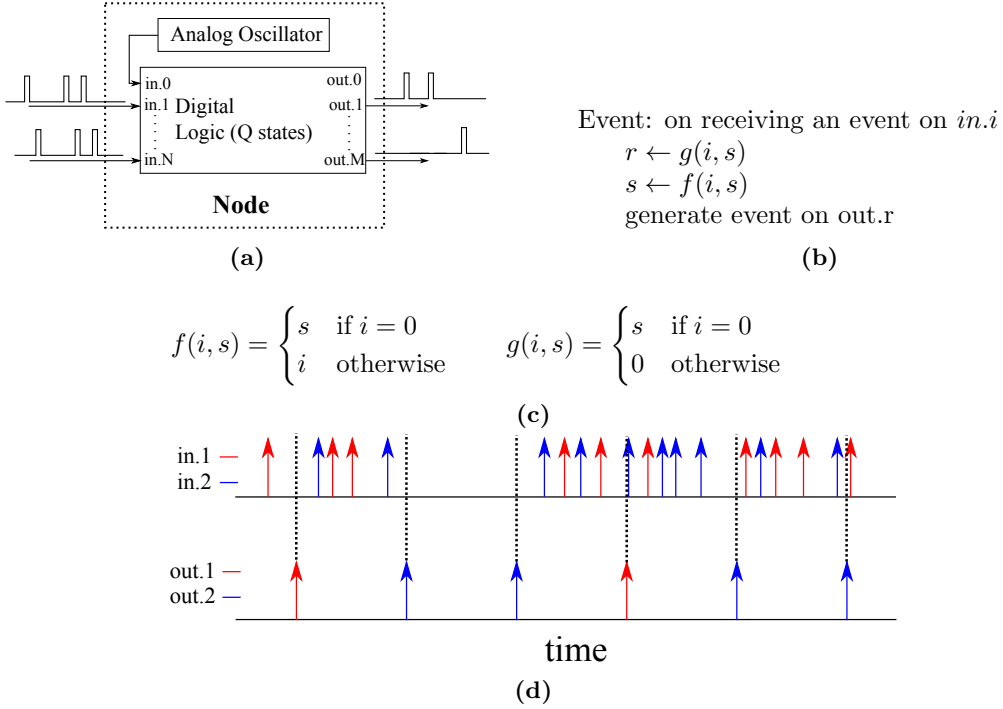 Analog Oscillator
in.0
in.1
in.N
Digital
Logic (Q states)
out.0
out.1
out.M
Node
(a)
Event: on receiving an event on in.i
r ← g(i, s)
s ← f(i, s)
generate event on out.r
(b)
f(i, s) = { s if i = 0
i otherwise
g(i, s) = { s if i = 0
0 otherwise
(c)
in.1
in.2
out.1
out.2
time
(d)